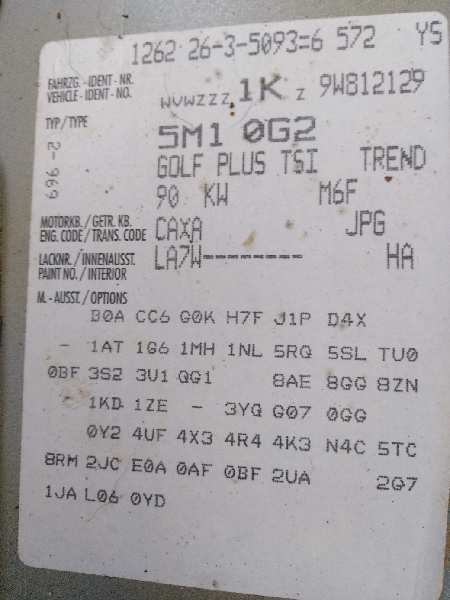 1262 26-3-5093=6 572 YS
FAHRZG.-IDENT-NR.
VEHICLE-IDENT-NO. WVWZZZ 1K Z 9W812129
TYP/TYPE 5M1 0G2
-2 969
GOLF PLUS TSI TREND
90 KW M6F
MOTORKB./GETR. KB.
ENG. CODE/TRANS. CODE CAXA JPG
LACKNR./INNENAUSST.
PAINT NO./INTERIOR LA7W-------- HA
M.-AUSST./OPTIONS
B0A CC6 G0K H7F J1P D4X
- 1AT 1G6 1MH 1NL 5RQ 5SL TU0
0BF 3S2 3U1 QG1 8AE 8GG 8ZN
- 1KD 1ZE - 3YQ G07 0GG
0Y2 4UF 4X3 4R4 4K3 N4C 5TC
8RM 2JC E0A 0AF 0BF 2UA 2G7
1JA L06 0YD